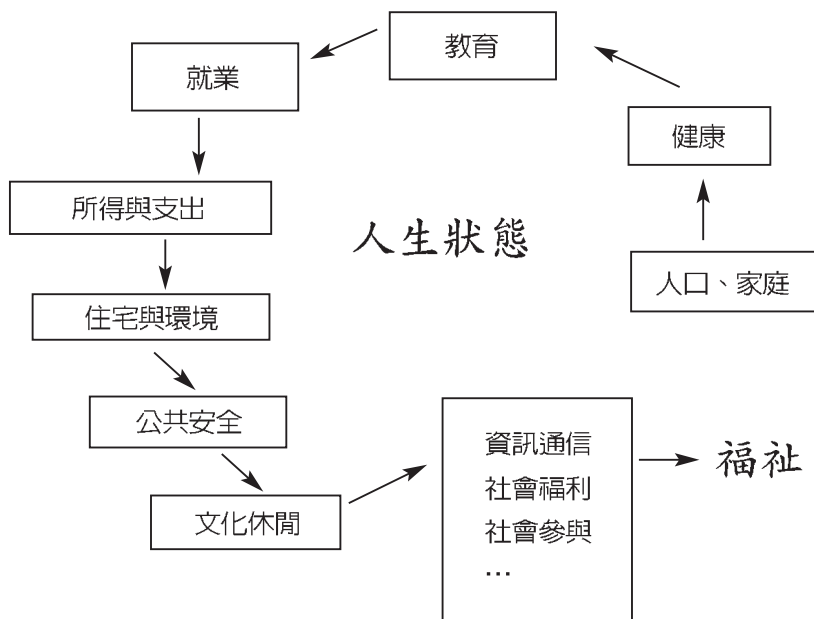 教育
就業
健康
所得與支出
人生狀態
人口、家庭
住宅與環境
公共安全
資訊通信
福祉
社會福利
文化休閒
社會參與
…